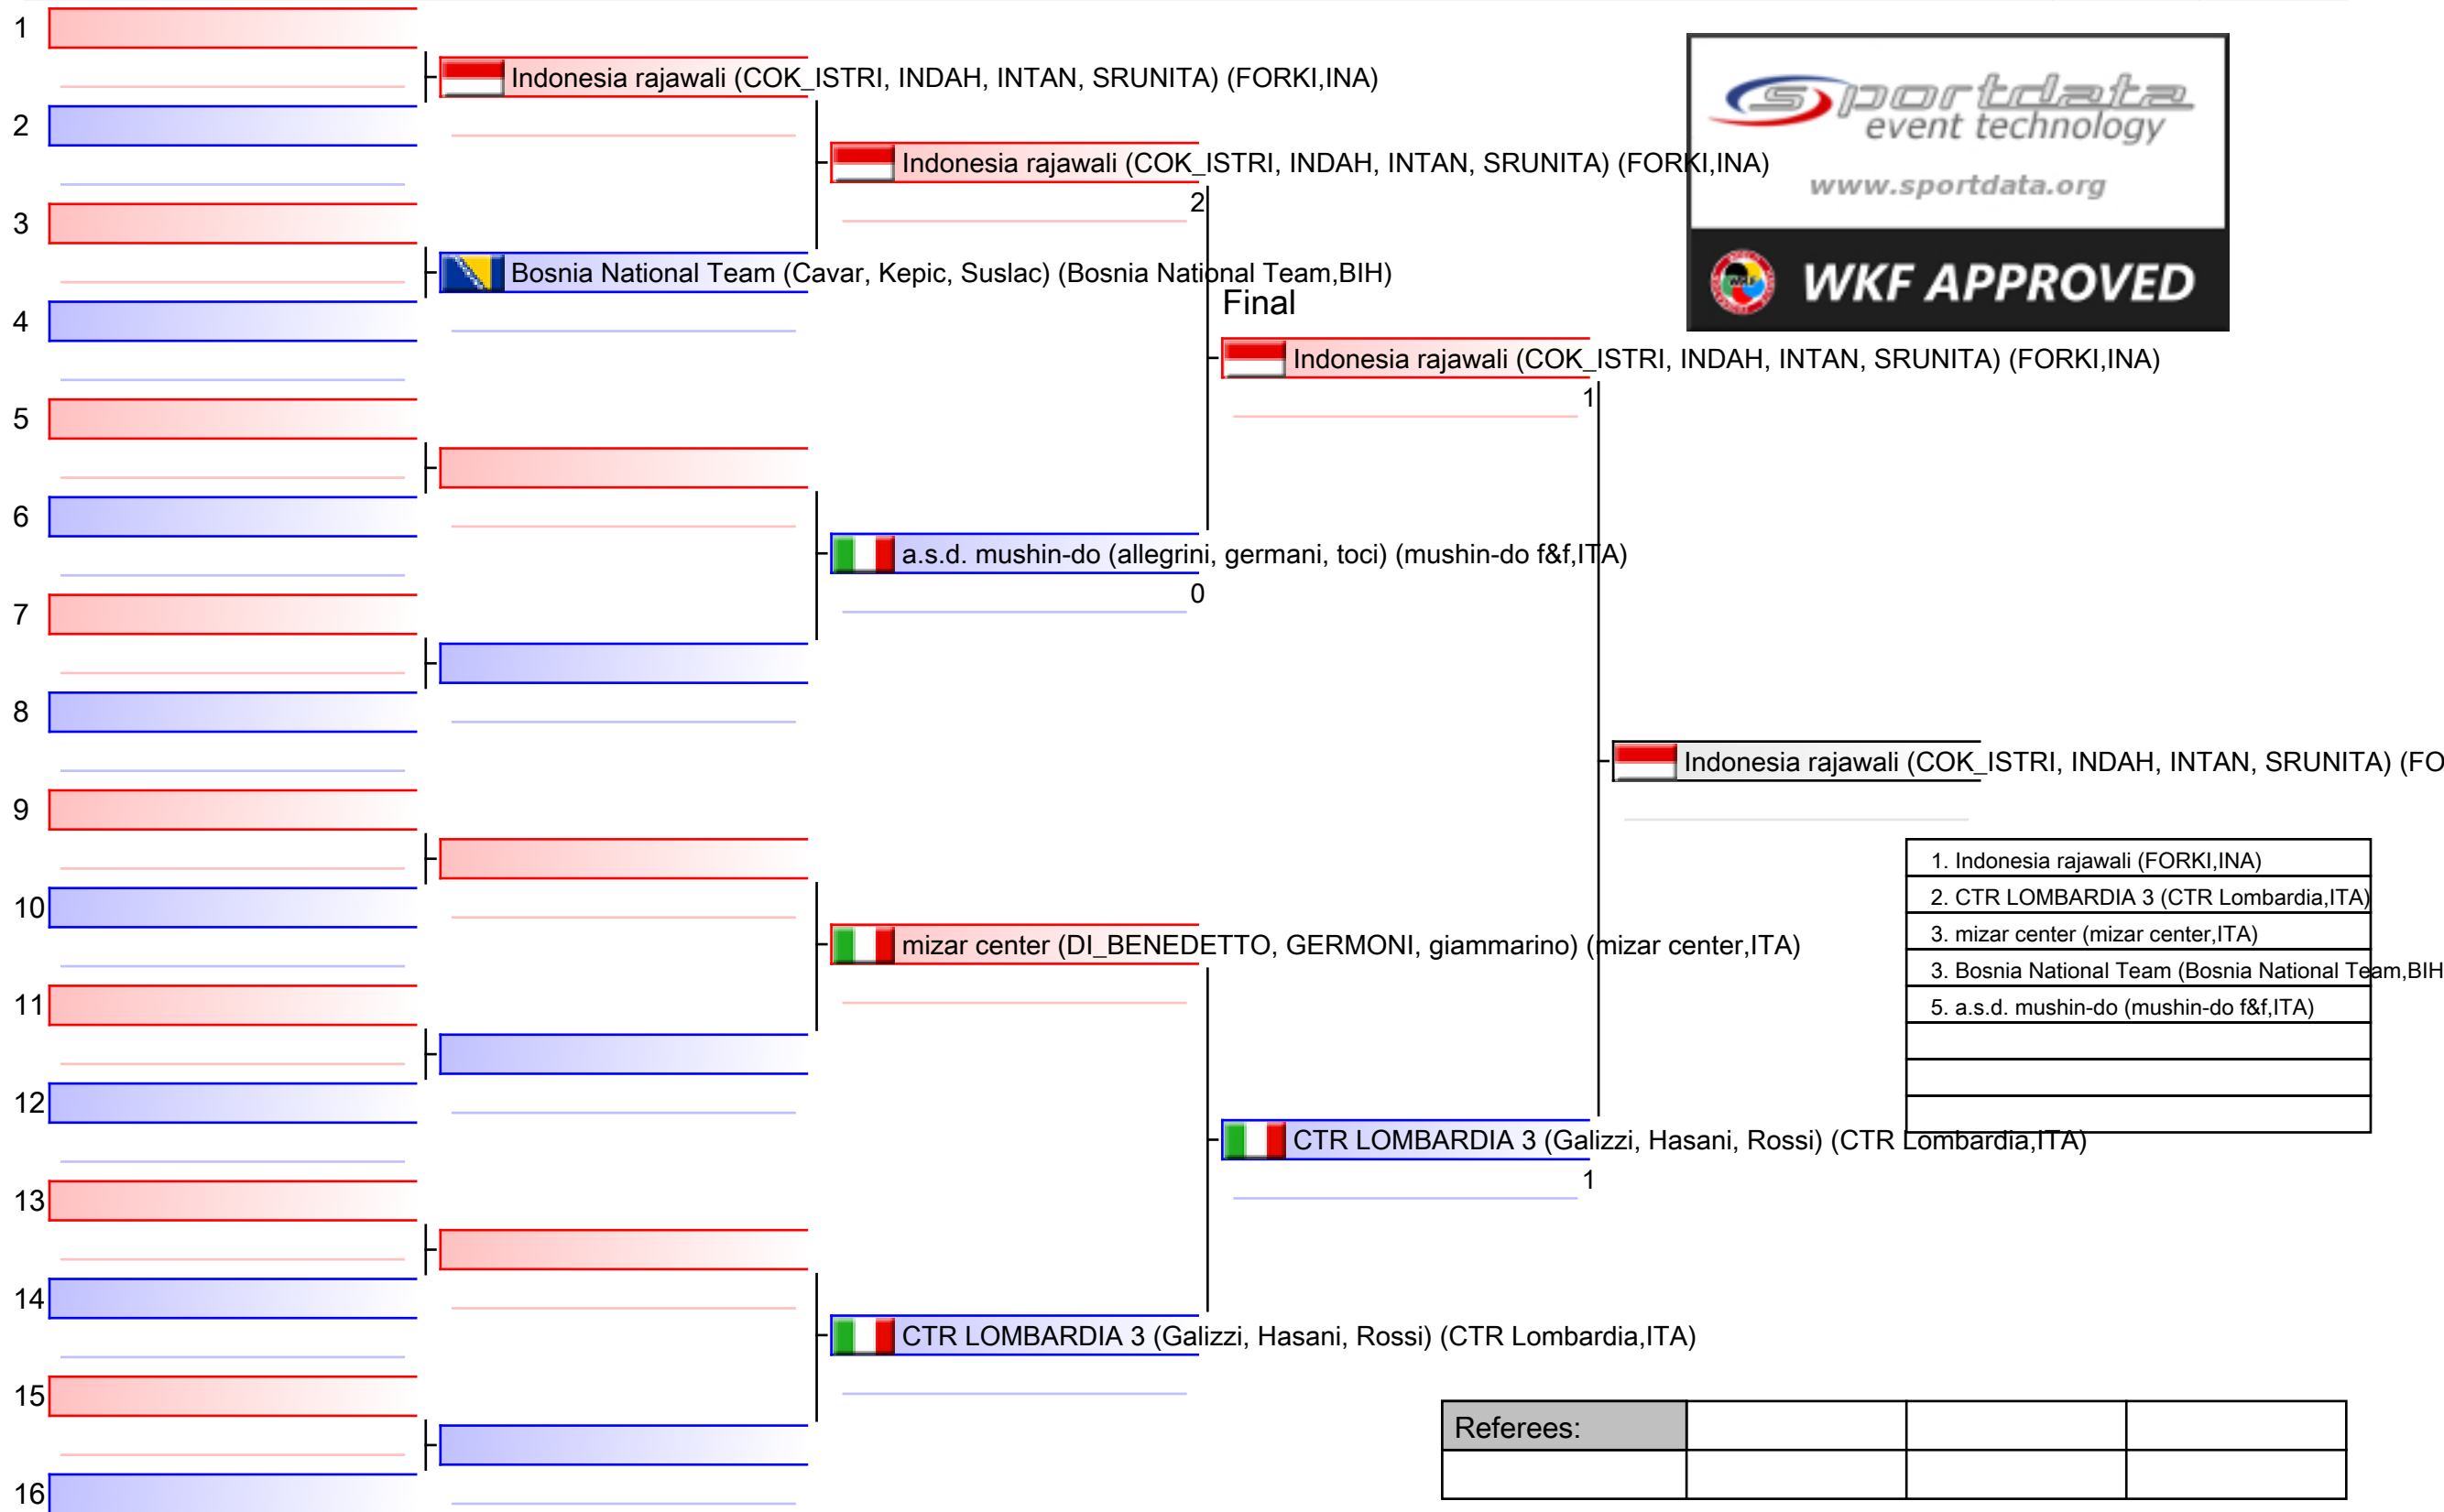 1
Indonesia rajawali (COK_ISTRI, INDAH, INTAN, SRUNITA) (FORKI,INA)
2
Indonesia rajawali (COK_ISTRI, INDAH, INTAN, SRUNITA) (FORKI,INA)
2
3
Bosnia National Team (Cavar, Kepic, Suslac) (Bosnia National Team,BIH)
4
Final
Indonesia rajawali (COK_ISTRI, INDAH, INTAN, SRUNITA) (FORKI,INA)
1
5
6
a.s.d. mushin-do (allegrini, germani, toci) (mushin-do f&f,ITA)
0
7
8
Indonesia rajawali (COK_ISTRI, INDAH, INTAN, SRUNITA) (FO
9
10
mizar center (DI_BENEDETTO, GERMONI, giammarino) (mizar center,ITA)
11
12
CTR LOMBARDIA 3 (Galizzi, Hasani, Rossi) (CTR Lombardia,ITA)
1
13
14
CTR LOMBARDIA 3 (Galizzi, Hasani, Rossi) (CTR Lombardia,ITA)
15
16
sportdata
event technology
www.sportdata.org
WKF
WKF APPROVED
1. Indonesia rajawali (FORKI,INA)
2. CTR LOMBARDIA 3 (CTR Lombardia,ITA)
3. mizar center (mizar center,ITA)
3. Bosnia National Team (Bosnia National Team,BIH
5. a.s.d. mushin-do (mushin-do f&f,ITA)
Referees: